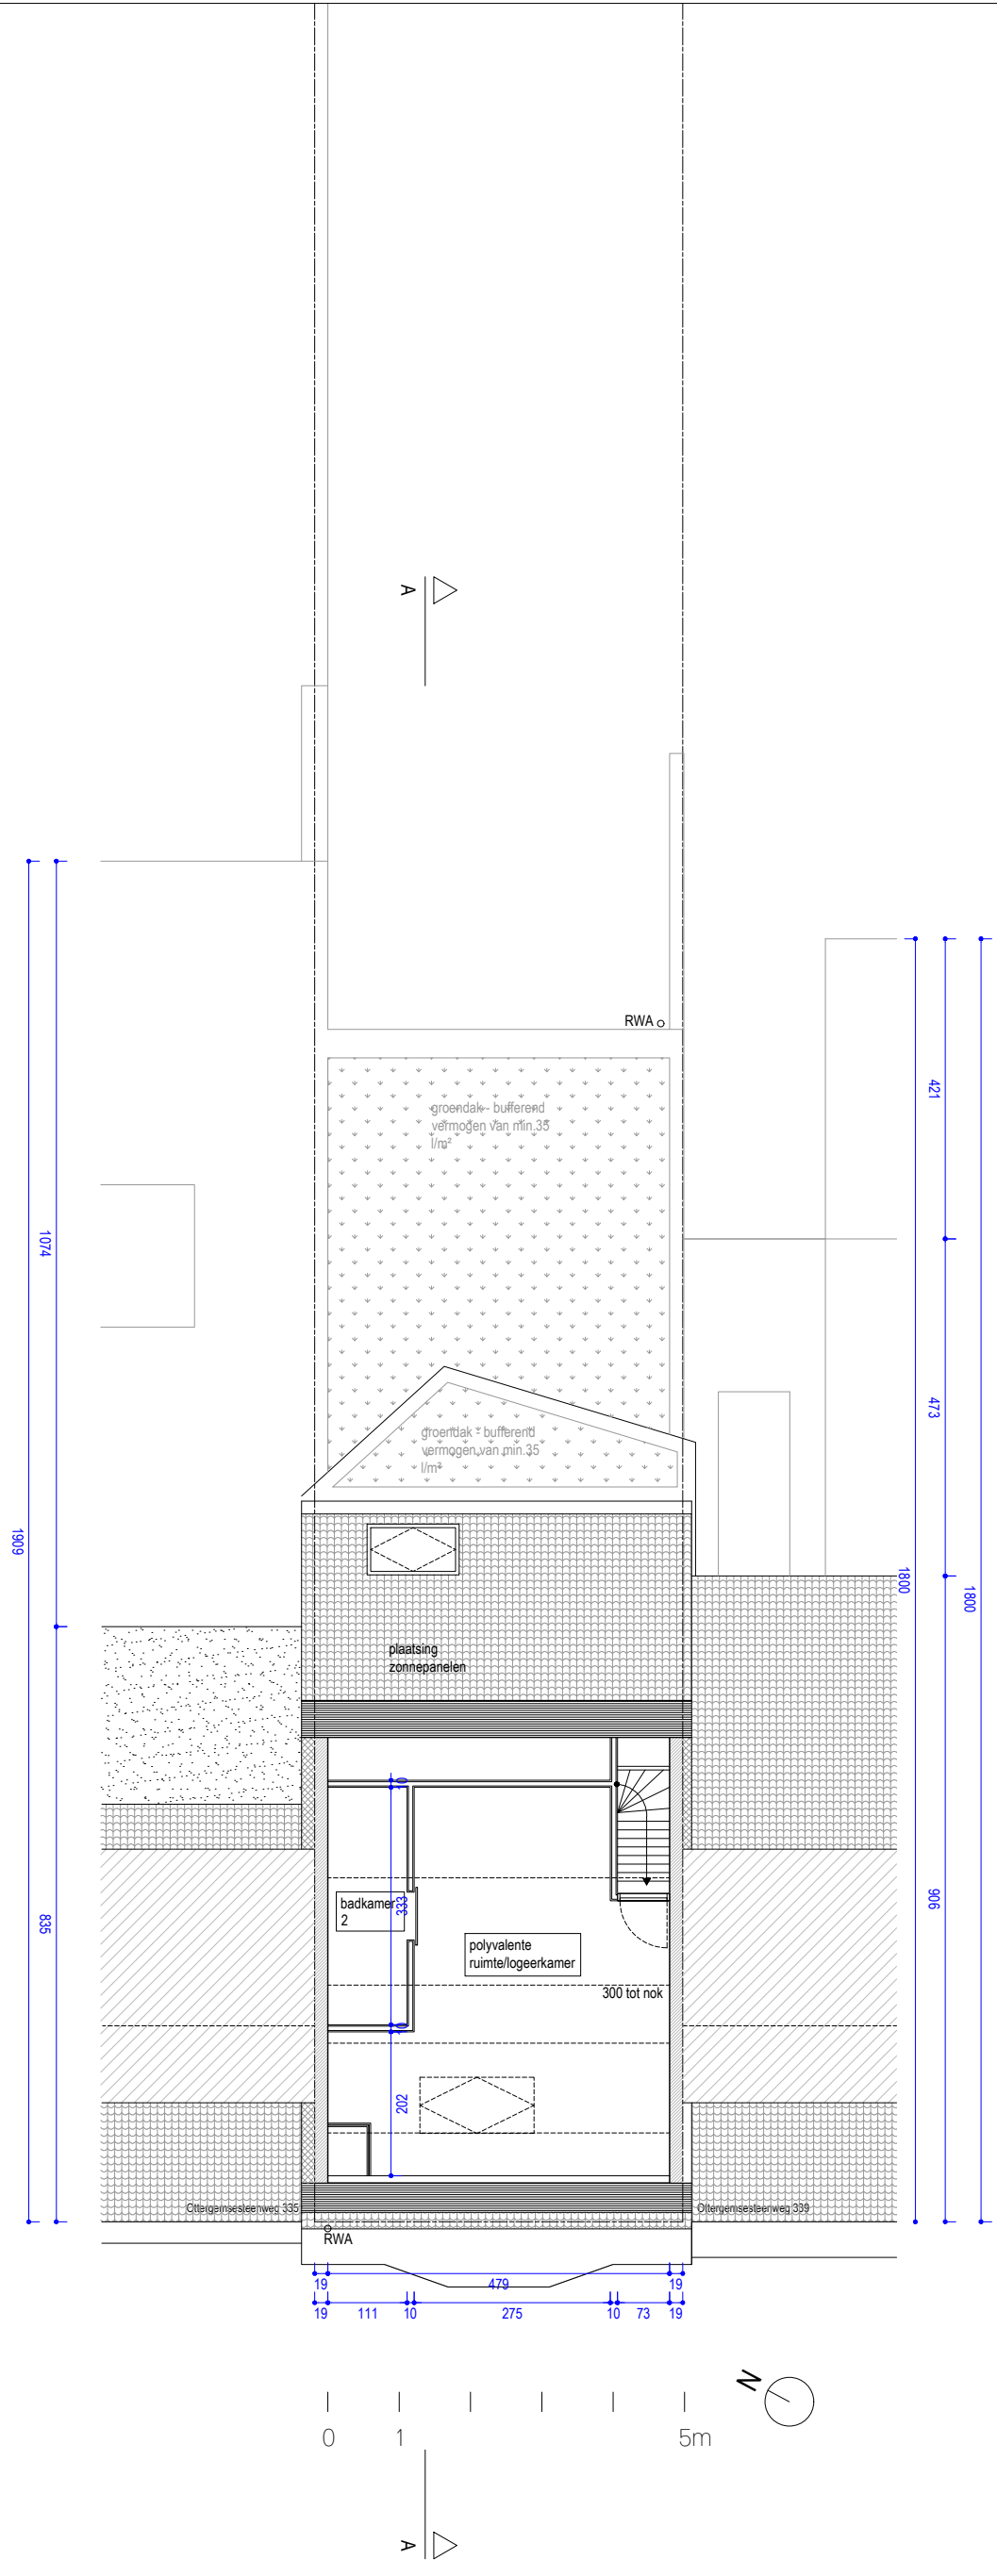 A
RWA
groendak - bufferend
vermogen van min.35
l/m²
421
1074
473
groendak - bufferend
vermogen van min.35
l/m²
1909
1800
1800
plaatsing
zonnepanelen
10
badkamer
2
333
906
835
polyvalente
ruimte/logeerkamer
300 tot nok
10
202
Ottergemsesteenweg 335
Ottergemsesteenweg 339
RWA
19
479
19
19
111
10
275
10
73
19
N
0
1
5m
A